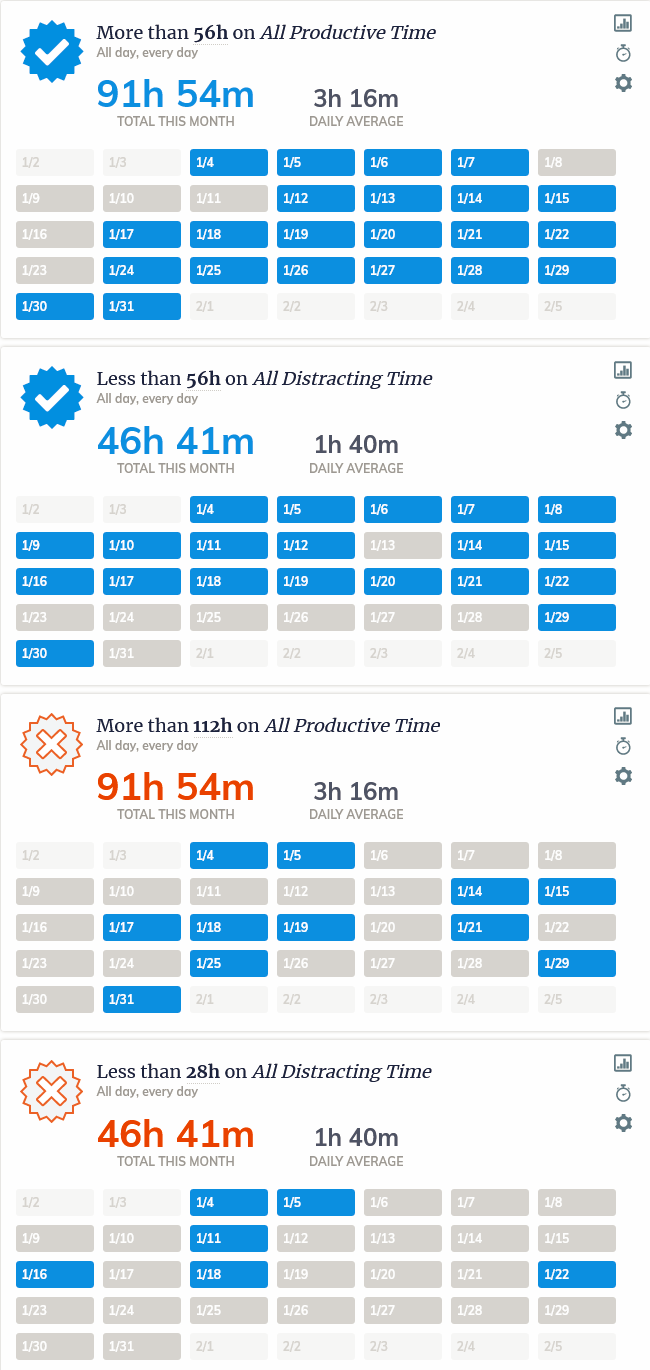 More than 56h on All Productive Time
All day, every day
91h 54m 3h 16m
TOTAL THIS MONTH DAILY AVERAGE
1/2 1/3 1/4 1/5 1/6 1/7 1/8
1/9 1/10 1/11 1/12 1/13 1/14 1/15
1/16 1/17 1/18 1/19 1/20 1/21 1/22
1/23 1/24 1/25 1/26 1/27 1/28 1/29
1/30 1/31 2/1 2/2 2/3 2/4 2/5
Less than 56h on All Distracting Time
All day, every day
46h 41m 1h 40m
TOTAL THIS MONTH DAILY AVERAGE
1/2 1/3 1/4 1/5 1/6 1/7 1/8
1/9 1/10 1/11 1/12 1/13 1/14 1/15
1/16 1/17 1/18 1/19 1/20 1/21 1/22
1/23 1/24 1/25 1/26 1/27 1/28 1/29
1/30 1/31 2/1 2/2 2/3 2/4 2/5
More than 112h on All Productive Time
All day, every day
91h 54m 3h 16m
TOTAL THIS MONTH DAILY AVERAGE
1/2 1/3 1/4 1/5 1/6 1/7 1/8
1/9 1/10 1/11 1/12 1/13 1/14 1/15
1/16 1/17 1/18 1/19 1/20 1/21 1/22
1/23 1/24 1/25 1/26 1/27 1/28 1/29
1/30 1/31 2/1 2/2 2/3 2/4 2/5
Less than 28h on All Distracting Time
All day, every day
46h 41m 1h 40m
TOTAL THIS MONTH DAILY AVERAGE
1/2 1/3 1/4 1/5 1/6 1/7 1/8
1/9 1/10 1/11 1/12 1/13 1/14 1/15
1/16 1/17 1/18 1/19 1/20 1/21 1/22
1/23 1/24 1/25 1/26 1/27 1/28 1/29
1/30 1/31 2/1 2/2 2/3 2/4 2/5